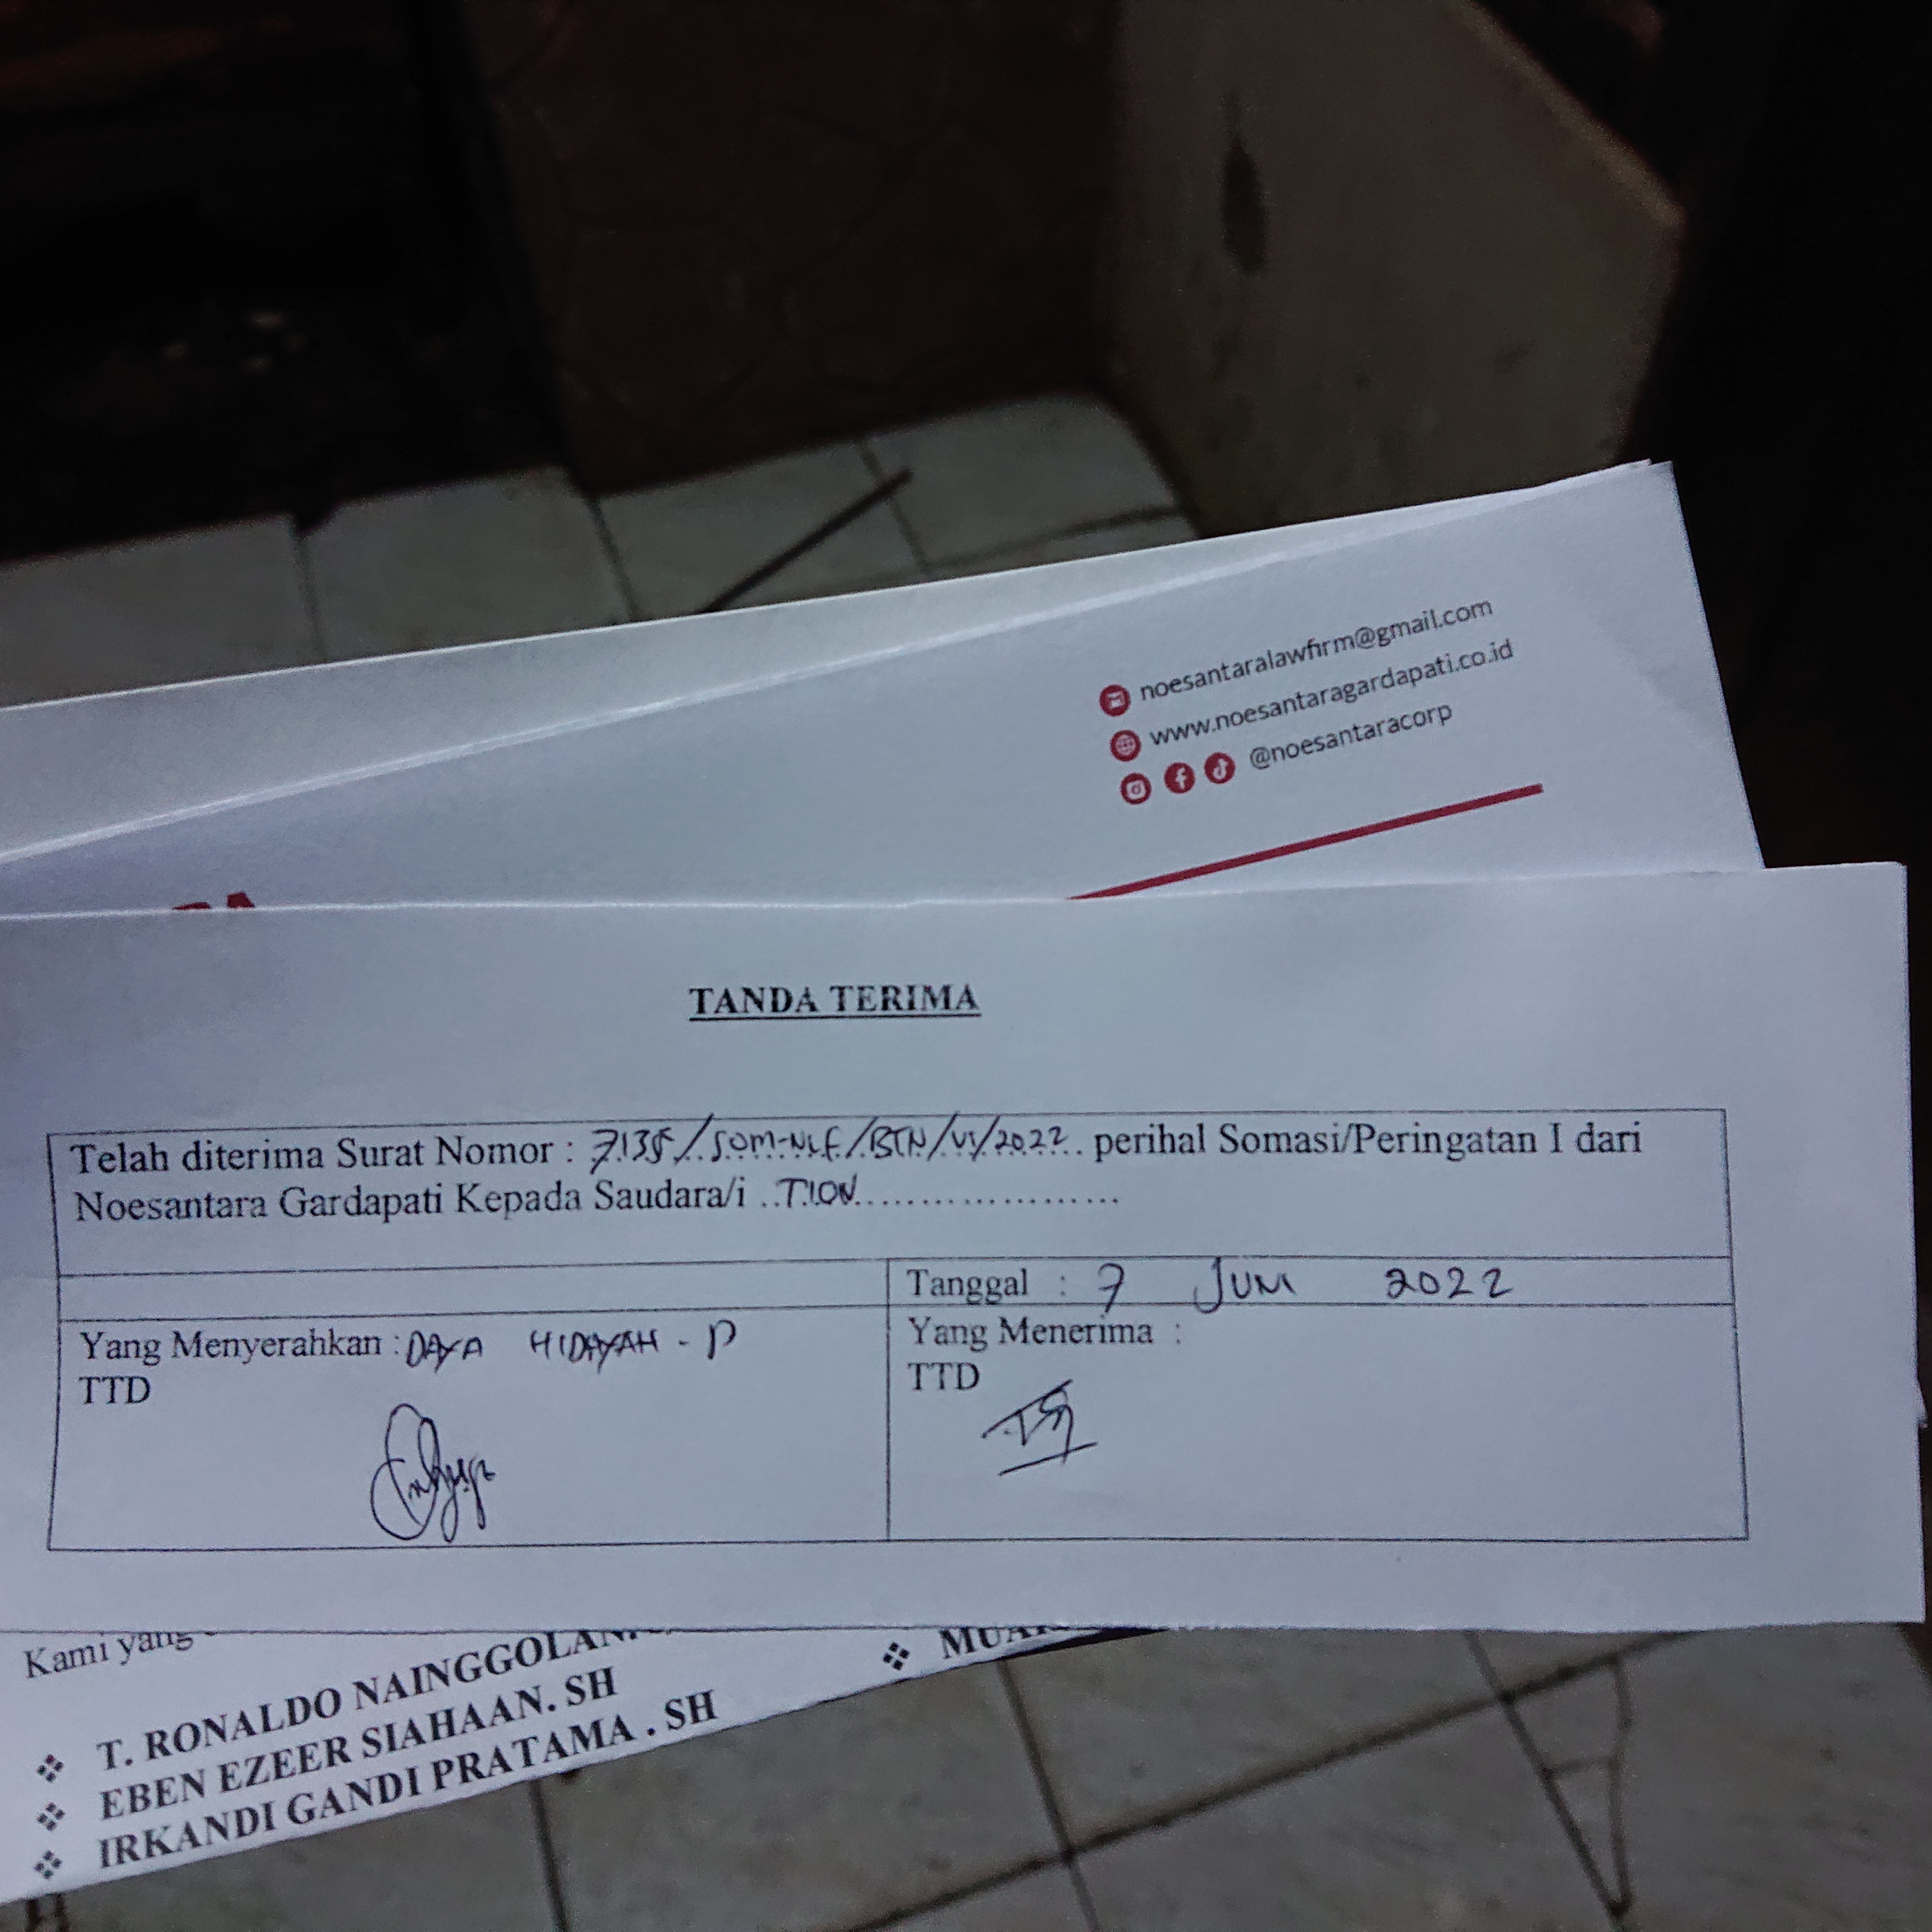 noesantaralawfirm@gmail.com
www.noesantaragardapati.co.id
@noesantaracorp
TANDA TERIMA
Telah diterima Surat Nomor : 7135/SOM-NLF/BTN/VI/2022 perihal Somasi/Peringatan I dari
Noesantara Gardapati Kepada Saudara/i ..TION....................
Tanggal : 7 JUNI 2022
Yang Menyerahkan : DAYA HIDAYAH - P
TTD
Yang Menerima :
TTD
Kami yang
❖ T. RONALDO NAINGGOLAN
❖ EBEN EZEER SIAHAAN. SH
❖ IRKANDI GANDI PRATAMA . SH